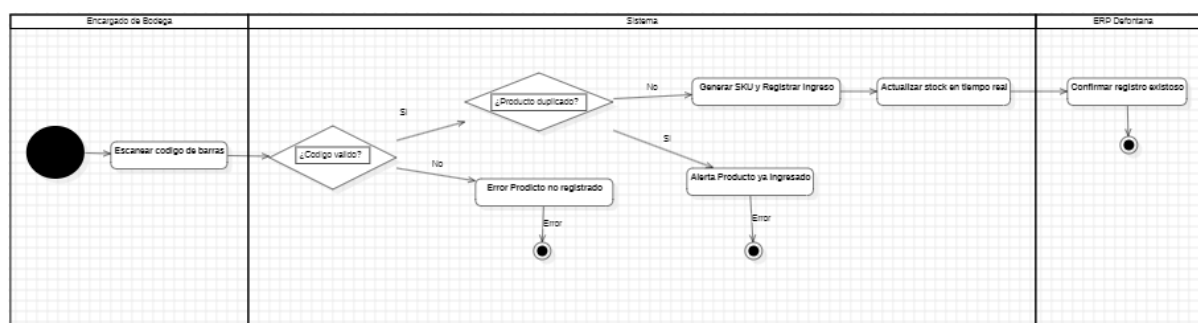 Encargado de Bodega
Sistema
ERP Defontana
Escanear codigo de barras
¿Codigo valido?
Si
No
¿Producto duplicado?
No
Si
Generar SKU y Registrar ingreso
Actualizar stock en tiempo real
Confirmar registro existoso
Error Prodicto no registrado
Error
Alerta Producto ya ingresado
Error